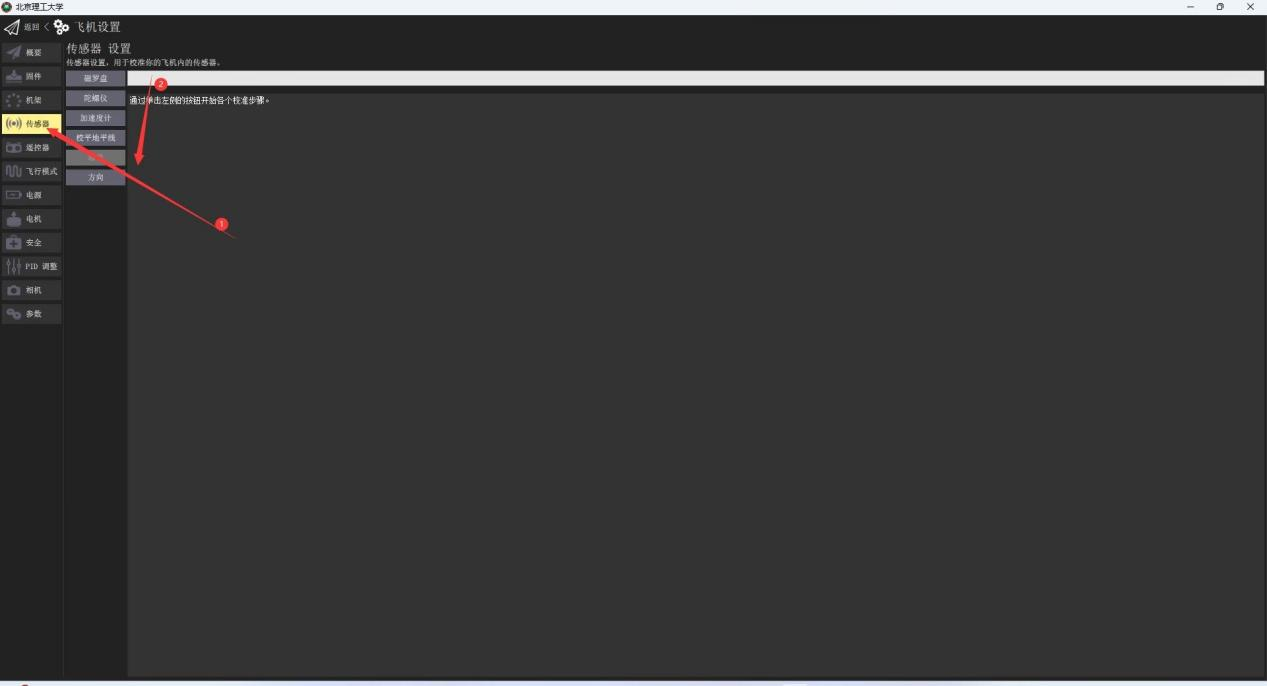 北京理工大学
返回 < 飞机设置
概要
固件
机架
传感器
遥控器
飞行模式
电源
电机
安全
PID 调整
相机
参数
传感器 设置
传感器设置，用于校准你的飞机内的传感器。
磁罗盘
陀螺仪
加速度计
校平地平线
方向
2
通过单击左侧的按钮开始各个校准步骤。
1